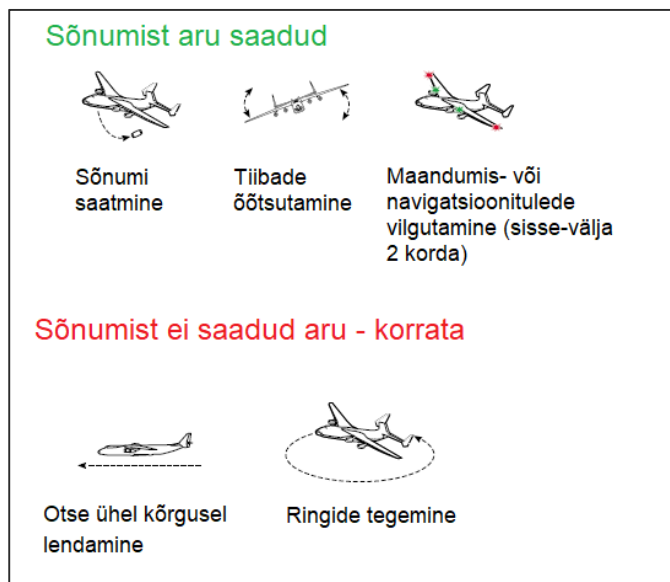 Sõnumist aru saadud
Sõnumi
saatmine
Tiibade
õõtsutamine
Maandumis- või
navigatsioonitulede
vilgutamine (sisse-välja
2 korda)
Sõnumist ei saadud aru - korrata
Otse ühel kõrgusel
lendamine
Ringide tegemine